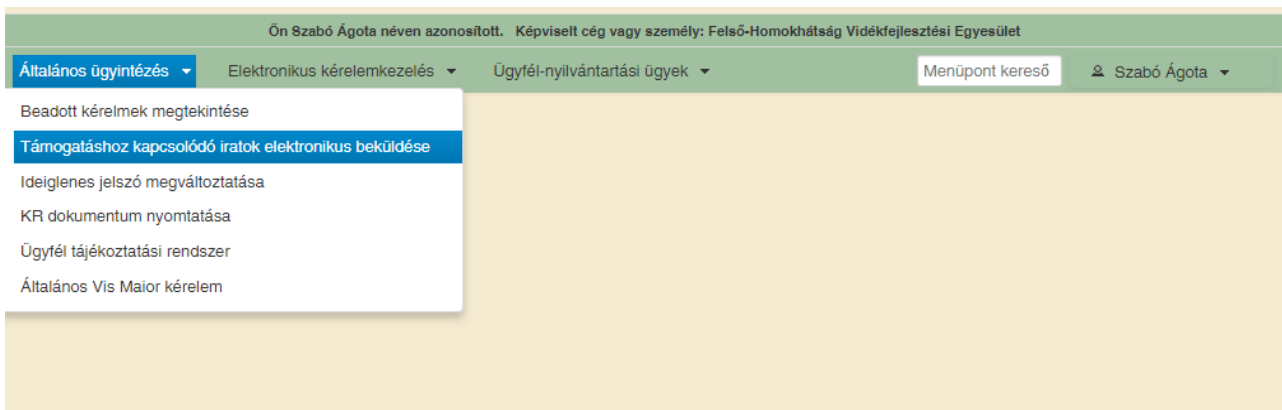 Ön Szabó Ágota néven azonosított. Képviselt cég vagy személy: Felső-Homokhátság Vidékfejlesztési Egyesület
Általános ügyintézés Elektronikus kérelemkezelés Ügyfél-nyilvántartási ügyek Menüpont kereső Szabó Ágota
Beadott kérelmek megtekintése
Támogatáshoz kapcsolódó iratok elektronikus beküldése
Ideiglenes jelszó megváltoztatása
KR dokumentum nyomtatása
Ügyfél tájékoztatási rendszer
Általános Vis Maior kérelem